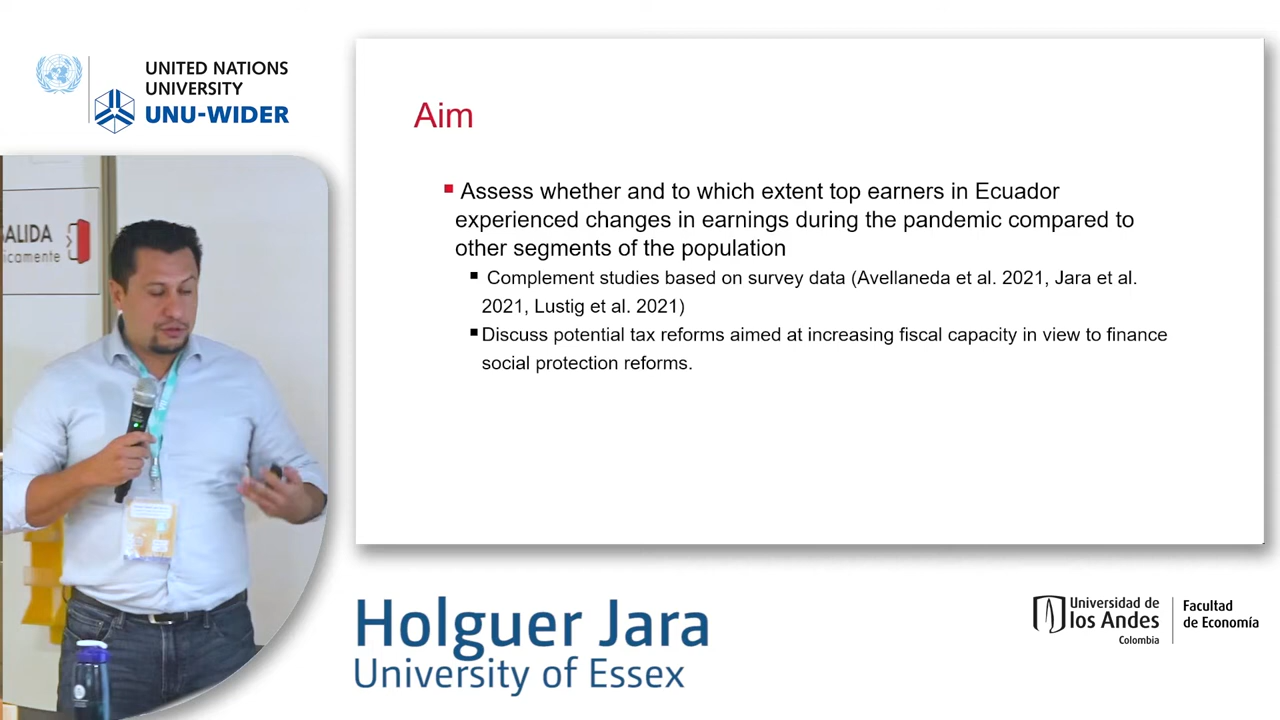 UNITED NATIONS
UNIVERSITY
UNU-WIDER
SALIDA
Aim
Assess whether and to which extent top earners in Ecuador
experienced changes in earnings during the pandemic compared to
other segments of the population
Complement studies based on survey data (Avellaneda et al. 2021, Jara et al.
2021, Lustig et al. 2021)
Discuss potential tax reforms aimed at increasing fiscal capacity in view to finance
social protection reforms.
Holguer Jara
University of Essex
Universidad de
los Andes
Colombia
Facultad
de Economía